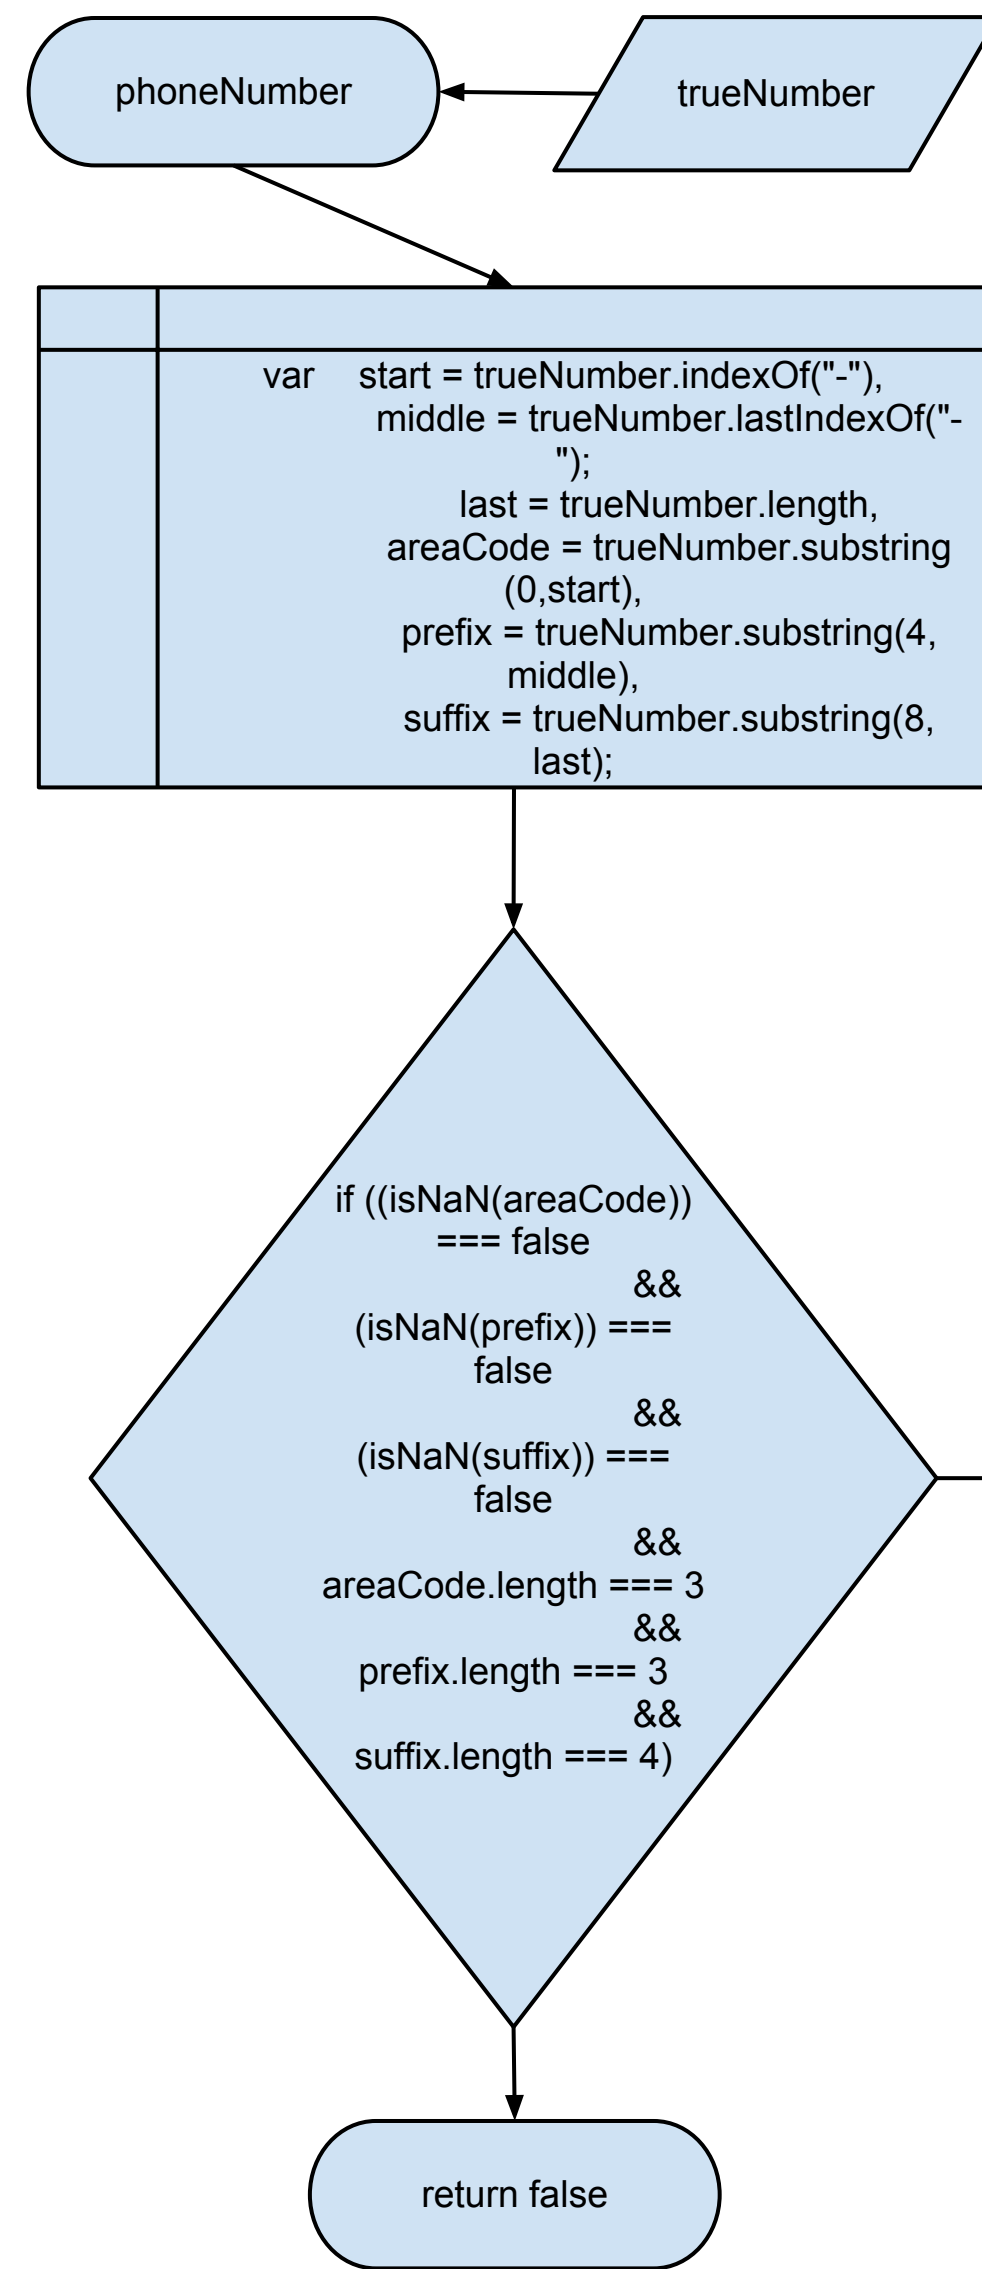 phoneNumber
trueNumber
var start = trueNumber.indexOf("-"),
middle = trueNumber.lastIndexOf("-
");
last = trueNumber.length,
areaCode = trueNumber.substring
(0,start),
prefix = trueNumber.substring(4,
middle),
suffix = trueNumber.substring(8,
last);
if ((isNaN(areaCode))
=== false
&&
(isNaN(prefix)) ===
false
&&
(isNaN(suffix)) ===
false
&&
areaCode.length === 3
&&
prefix.length === 3
&&
suffix.length === 4)
return false